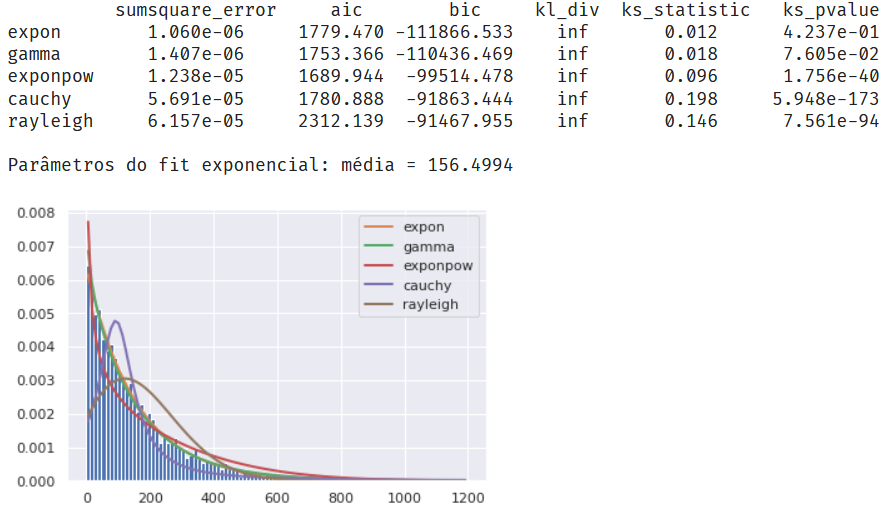 sumsquare_error aic bic kl_div ks_statistic ks_pvalue
expon 1.060e-06 1779.470 -111866.533 inf 0.012 4.237e-01
gamma 1.407e-06 1753.366 -110436.469 inf 0.018 7.605e-02
exponpow 1.238e-05 1689.944 -99514.478 inf 0.096 1.756e-40
cauchy 5.691e-05 1780.888 -91863.444 inf 0.198 5.948e-173
rayleigh 6.157e-05 2312.139 -91467.955 inf 0.146 7.561e-94
Parâmetros do fit exponencial: média = 156.4994
0.008
0.007
0.006
0.005
0.004
0.003
0.002
0.001
0.000
expon
gamma
exponpow
cauchy
rayleigh
0 200 400 600 800 1000 1200